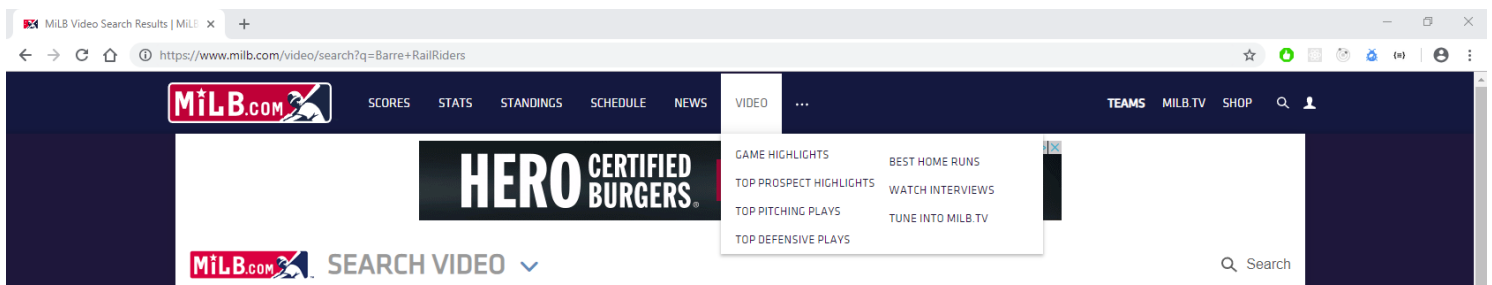 MiLB Video Search Results | MiLB
https://www.milb.com/video/search?q=Barre+RailRiders
MiLB.COM
SCORES STATS STANDINGS SCHEDULE NEWS VIDEO ... TEAMS MILB.TV SHOP
HERO CERTIFIED
BURGERS®
GAME HIGHLIGHTS
TOP PROSPECT HIGHLIGHTS
TOP PITCHING PLAYS
TOP DEFENSIVE PLAYS
BEST HOME RUNS
WATCH INTERVIEWS
TUNE INTO MILB.TV
MiLB.COM SEARCH VIDEO Search